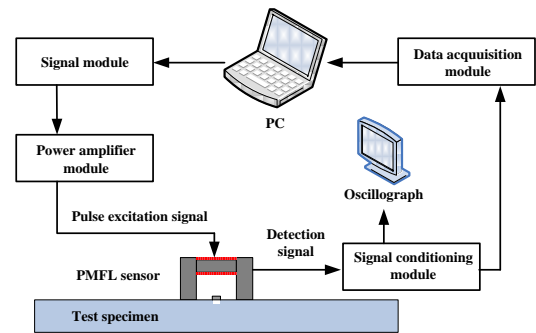 Signal module
PC
Data acquuisition
module
Power amplifier
module
Oscillograph
Pulse excitation signal
Detection
signal
Signal conditioning
module
PMFL sensor
Test specimen